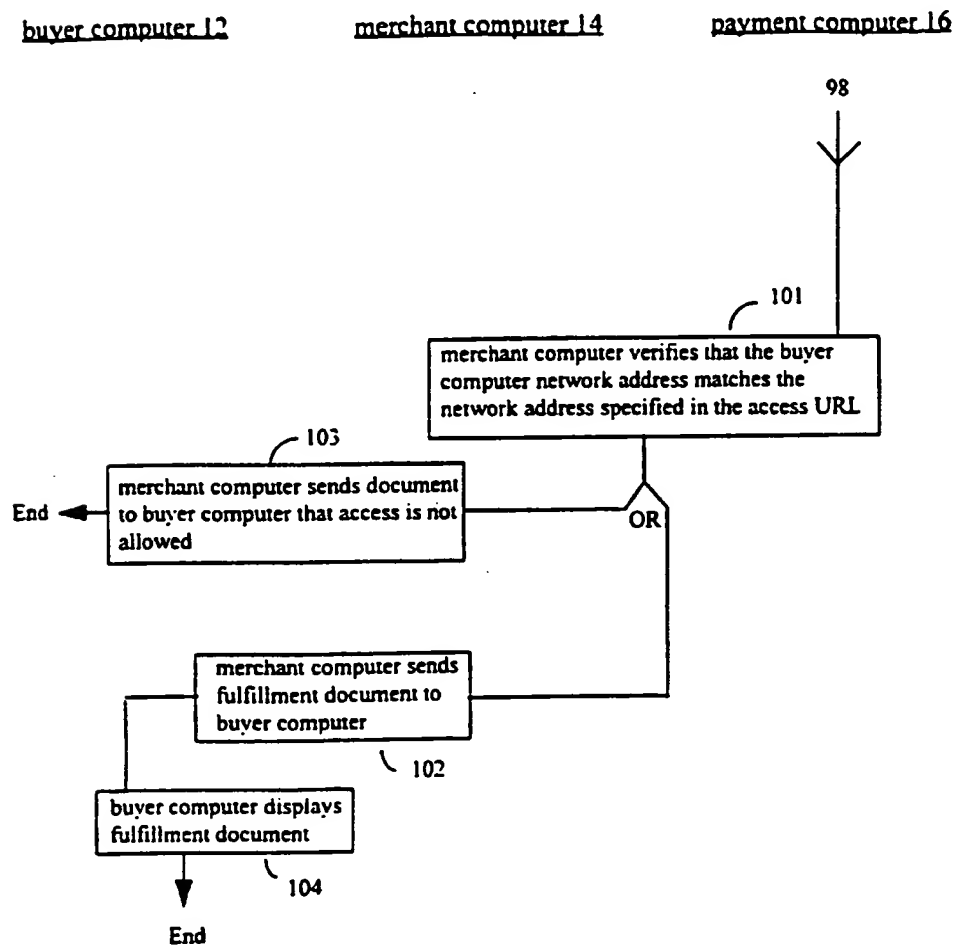 buyer computer 12
merchant computer 14
payment computer 16
98
101
merchant computer verifies that the buyer
computer network address matches the
network address specified in the access URL
103
merchant computer sends document
to buyer computer that access is not
allowed
End
OR
merchant computer sends
fulfillment document to
buyer computer
102
buyer computer displays
fulfillment document
104
End